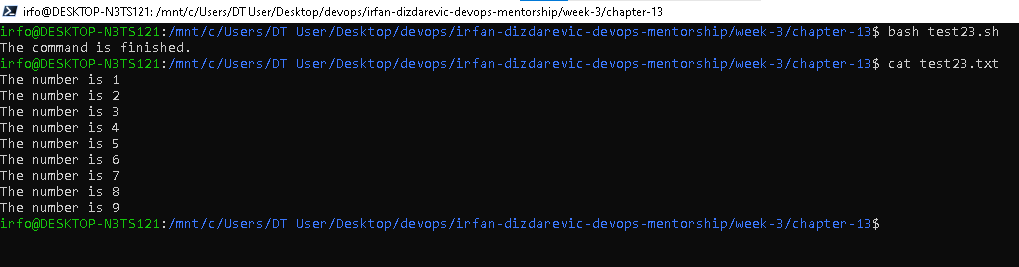 irfo@DESKTOP-N3TS121: /mnt/c/Users/DT User/Desktop/devops/irfan-dizdarevic-devops-mentorship/week-3/chapter-13
irfo@DESKTOP-N3TS121:/mnt/c/Users/DT User/Desktop/devops/irfan-dizdarevic-devops-mentorship/week-3/chapter-13$ bash test23.sh
The command is finished.
irfo@DESKTOP-N3TS121:/mnt/c/Users/DT User/Desktop/devops/irfan-dizdarevic-devops-mentorship/week-3/chapter-13$ cat test23.txt
The number is 1
The number is 2
The number is 3
The number is 4
The number is 5
The number is 6
The number is 7
The number is 8
The number is 9
irfo@DESKTOP-N3TS121:/mnt/c/Users/DT User/Desktop/devops/irfan-dizdarevic-devops-mentorship/week-3/chapter-13$